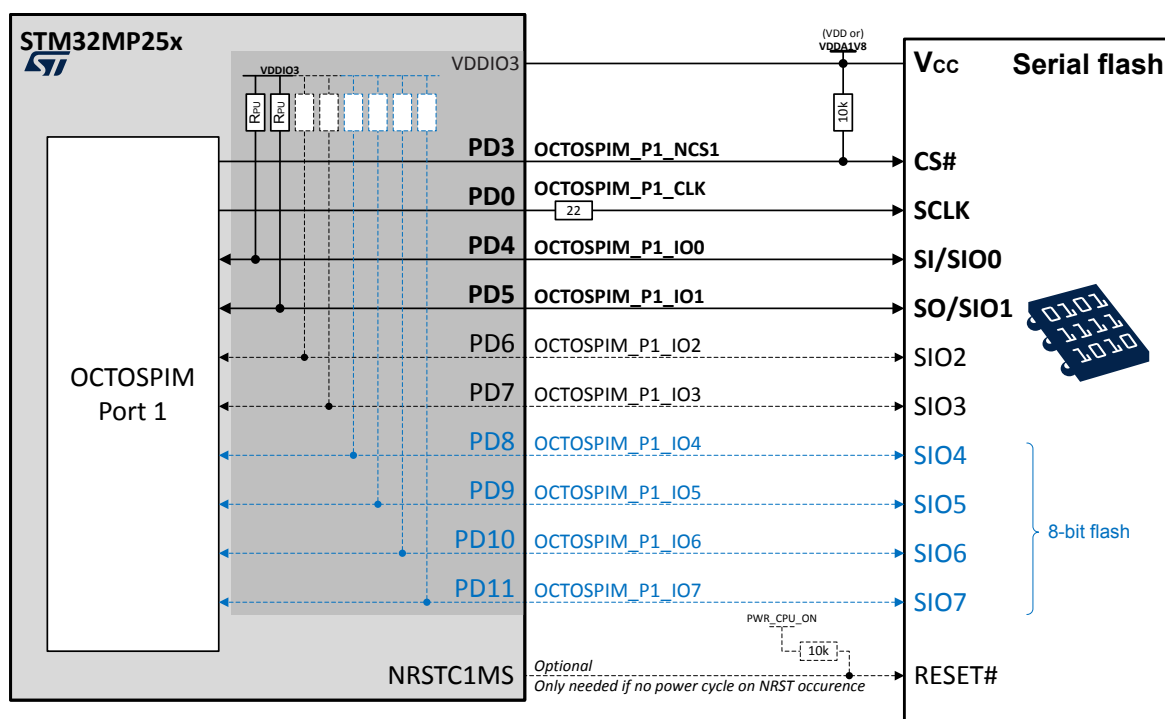 STM32MP25x
VDDIO3
VDDIO3
(VDD or)
VDDA1V8
VCC
Serial flash
RPU
RPU
10k
PD3
OCTOSPIM_P1_NCS1
CS#
PD0
OCTOSPIM_P1_CLK
22
SCLK
PD4
OCTOSPIM_P1_IO0
SI/SIO0
PD5
OCTOSPIM_P1_IO1
SO/SIO1
0101
1111
1010
PD6
OCTOSPIM_P1_IO2
SIO2
OCTOSPIM
Port 1
PD7
OCTOSPIM_P1_IO3
SIO3
PD8
OCTOSPIM_P1_IO4
SIO4
PD9
OCTOSPIM_P1_IO5
SIO5
8-bit flash
PD10
OCTOSPIM_P1_IO6
SIO6
PD11
OCTOSPIM_P1_IO7
SIO7
PWR_CPU_ON
10k
NRSTC1MS
Optional
Only needed if no power cycle on NRST occurence
RESET#